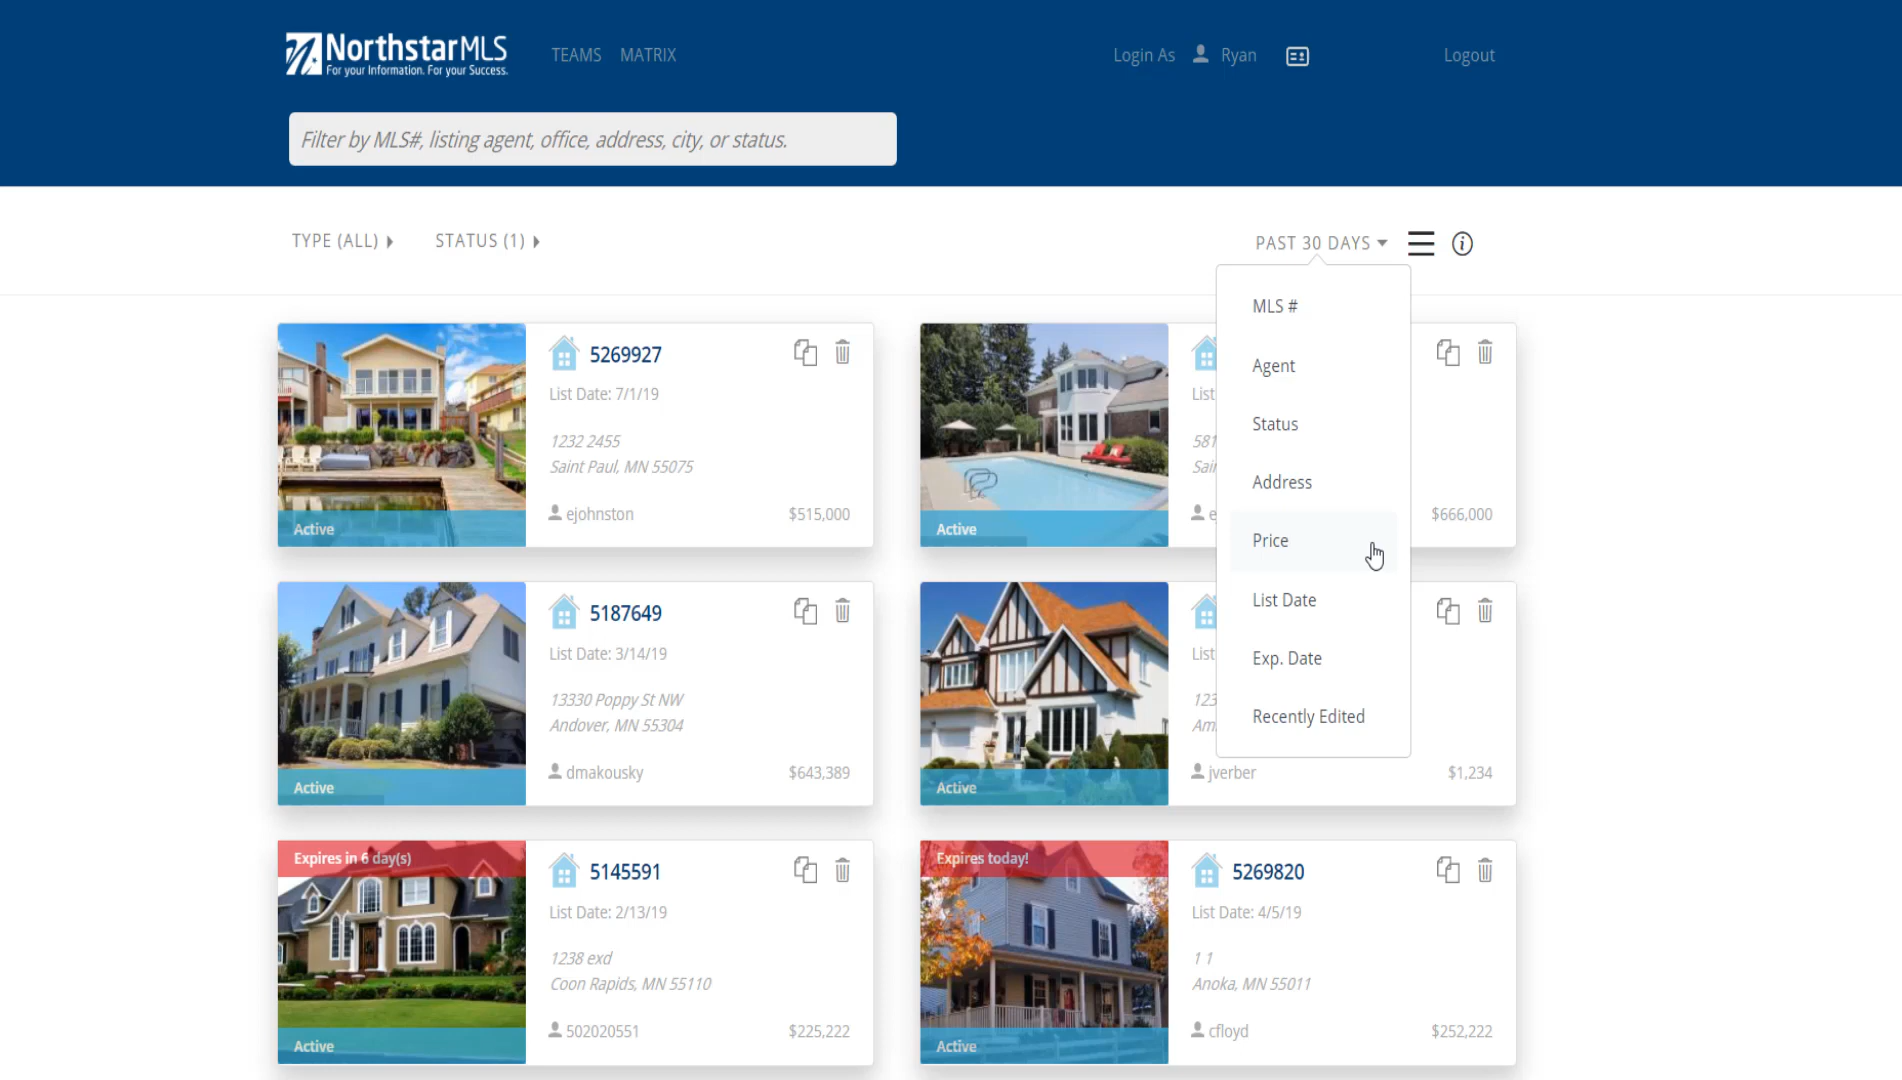 NorthstarMLS
For your Information. For your Success.
TEAMS
MATRIX
Login As
Ryan
Logout
Filter by MLS#, listing agent, office, address, city, or status.
TYPE (ALL)
STATUS (1)
PAST 30 DAYS
MLS #
Agent
Status
Address
Price
List Date
Exp. Date
Recently Edited
Active
5269927
List Date: 7/1/19
1232 2455
Saint Paul, MN 55075
ejohnston
$515,000
Active
List
581
Sai
e
$666,000
Active
5187649
List Date: 3/14/19
13330 Poppy St NW
Andover, MN 55304
dmakousky
$643,389
Active
List
123
jverber
$1,234
Expires in 6 day(s)
Active
5145591
List Date: 2/13/19
1238 exd
Coon Rapids, MN 55110
502020551
$225,222
Expires today!
Active
5269820
List Date: 4/5/19
1 1
Anoka, MN 55011
cfloyd
$252,222